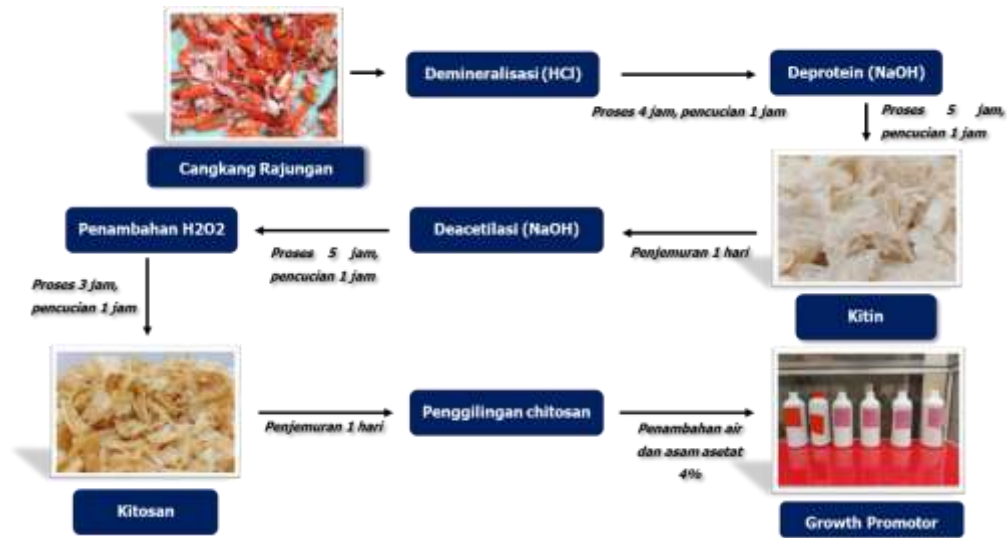 Cangkang Rajungan
Demineralisasi (HCl)
Proses 4 jam, pencucian 1 jam
Deprotein (NaOH)
Proses 5 jam,
pencucian 1 jam
Kitin
Penjemuran 1 hari
Deacetilasi (NaOH)
Proses 5 jam,
pencucian 1 jam
Penambahan H2O2
Proses 3 jam,
pencucian 1 jam
Kitosan
Penjemuran 1 hari
Penggilingan chitosan
Penambahan air
dan asam asetat
4%
Growth Promotor